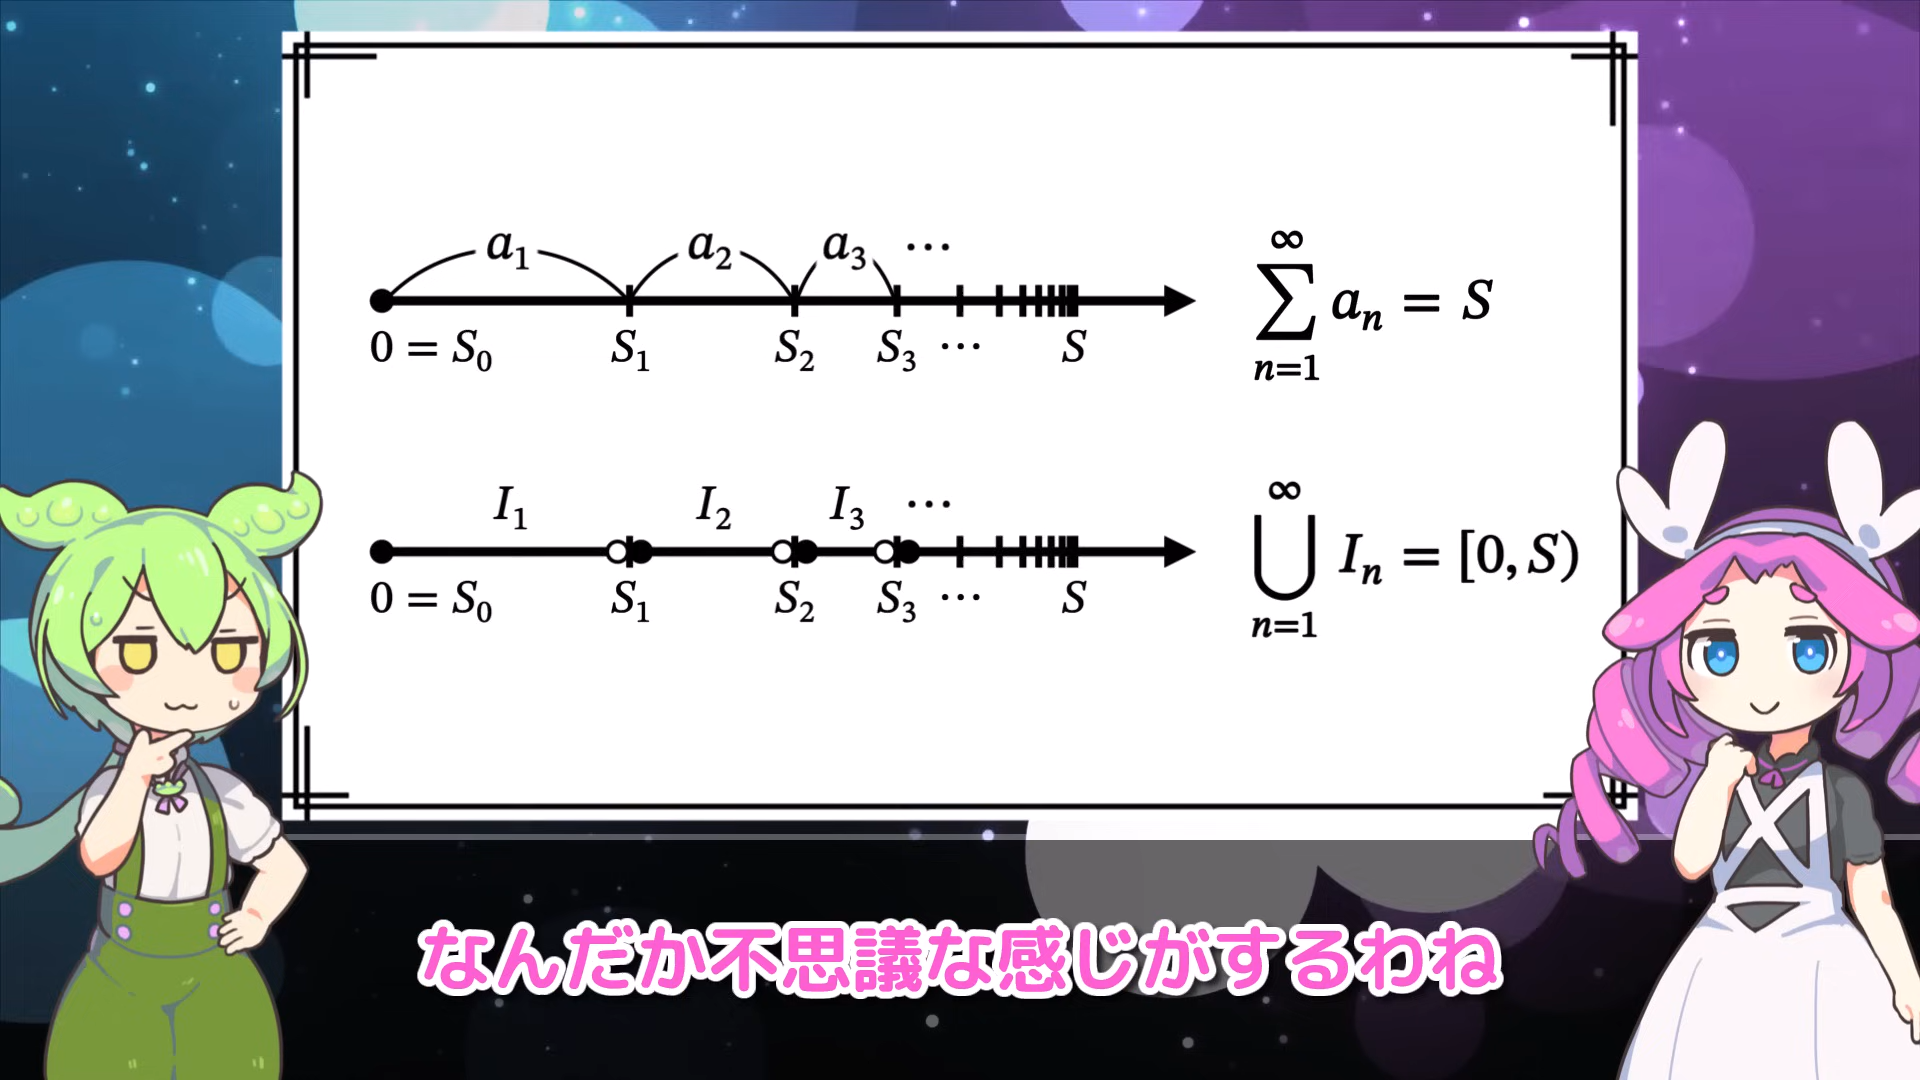 a₁ a₂ a₃ ⋯
0 = S₀ S₁ S₂ S₃ ⋯ S
∞
∑ aₙ = S
n=1
I₁ I₂ I₃ ⋯
0 = S₀ S₁ S₂ S₃ ⋯ S
∞
⋃ Iₙ = [0, S)
n=1
なんだか不思議な感じがするわね